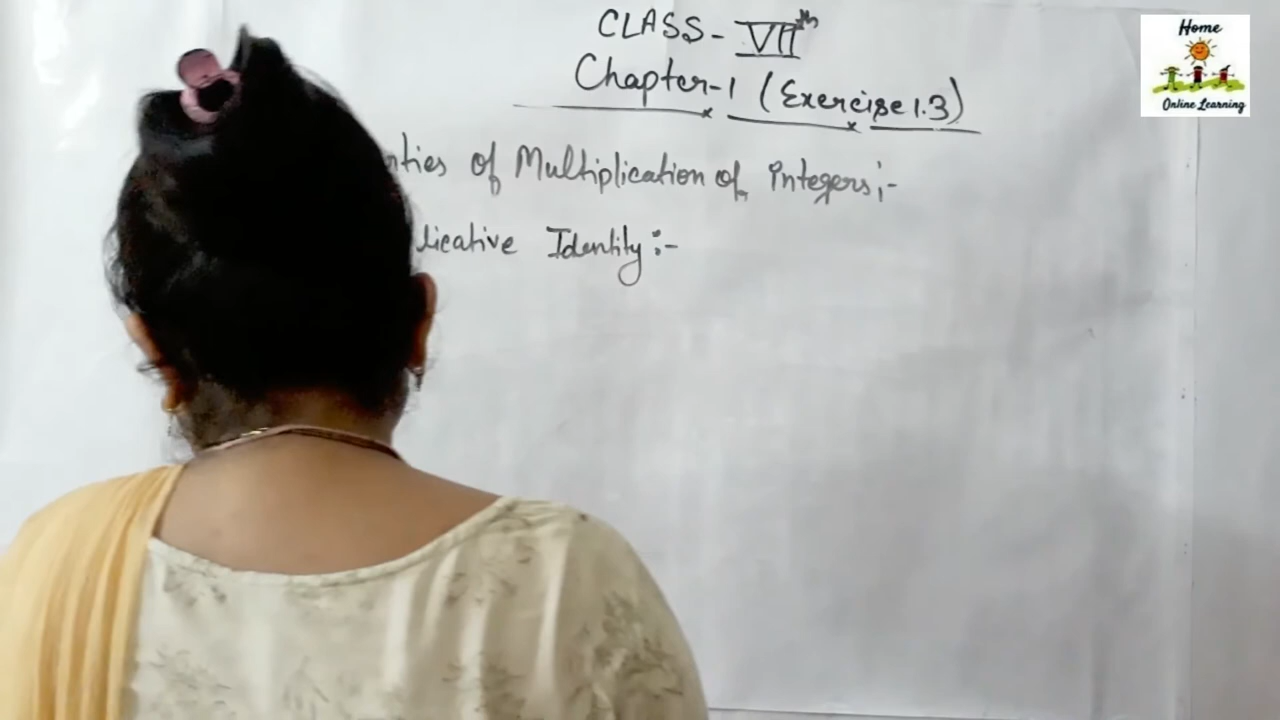 CLASS - VIIth
Chapter-1 (Exercise 1.3)
rties of Multiplication of integers;-
licative Identity:-
Home
Online Learning